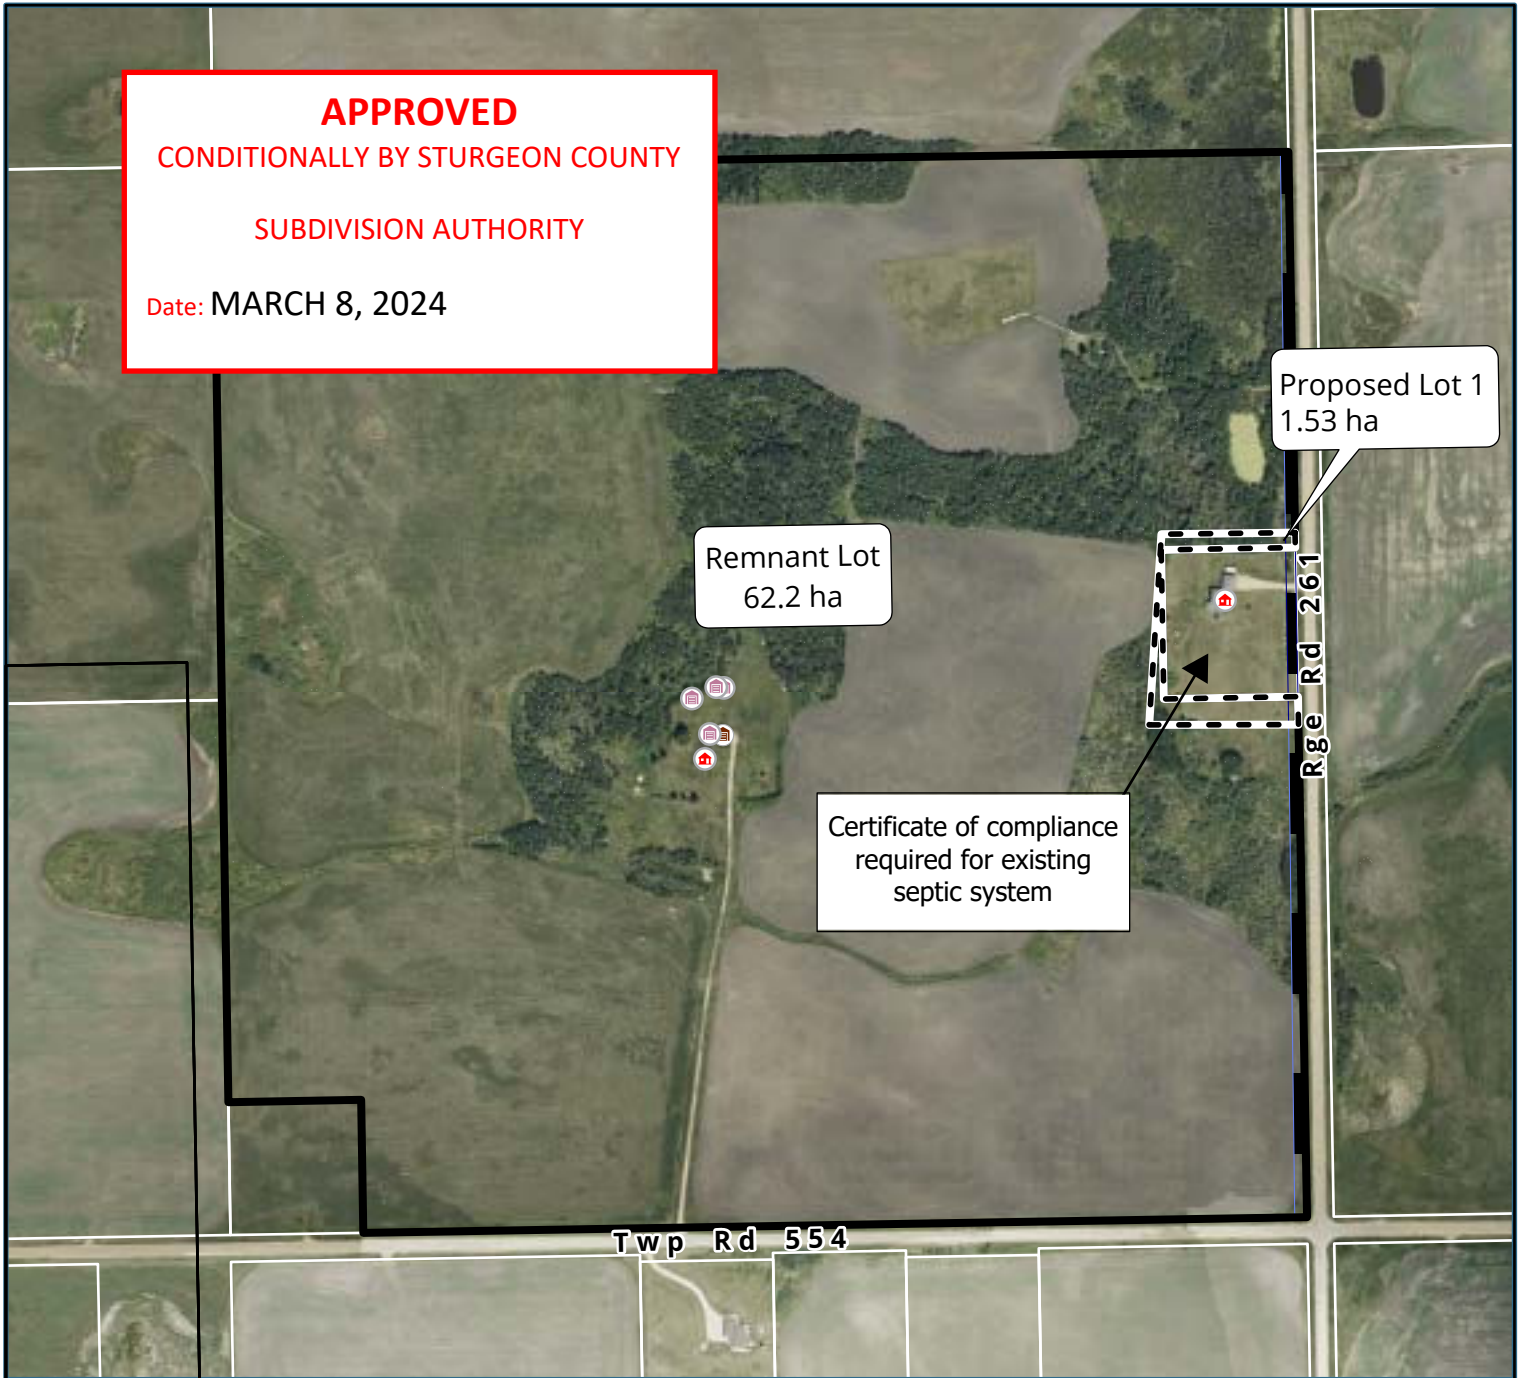 APPROVED
CONDITIONALLY BY STURGEON COUNTY
SUBDIVISION AUTHORITY
Date: MARCH 8, 2024
Proposed Lot 1
1.53 ha
Remnant Lot
62.2 ha
Rge Rd 261
Certificate of compliance
required for existing
septic system
Twp Rd 554